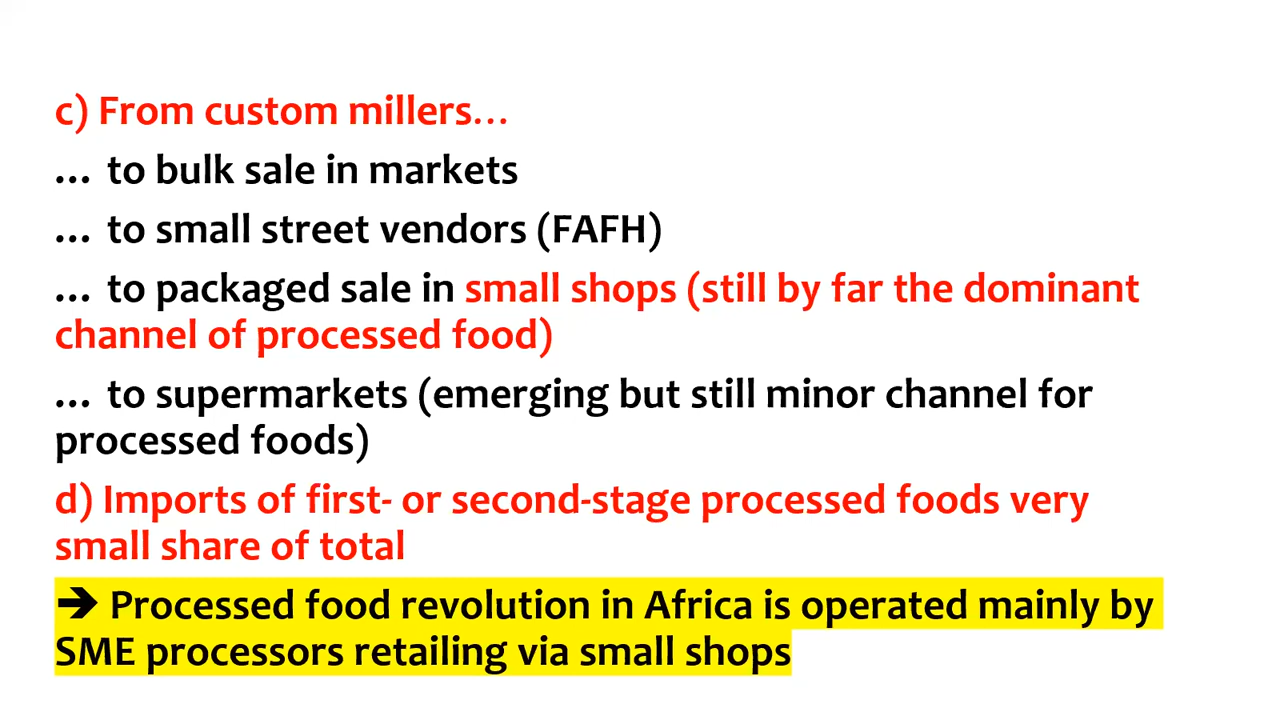 c) From custom millers…
… to bulk sale in markets
… to small street vendors (FAFH)
… to packaged sale in small shops (still by far the dominant
channel of processed food)
… to supermarkets (emerging but still minor channel for
processed foods)
d) Imports of first- or second-stage processed foods very
small share of total
➔ Processed food revolution in Africa is operated mainly by
SME processors retailing via small shops